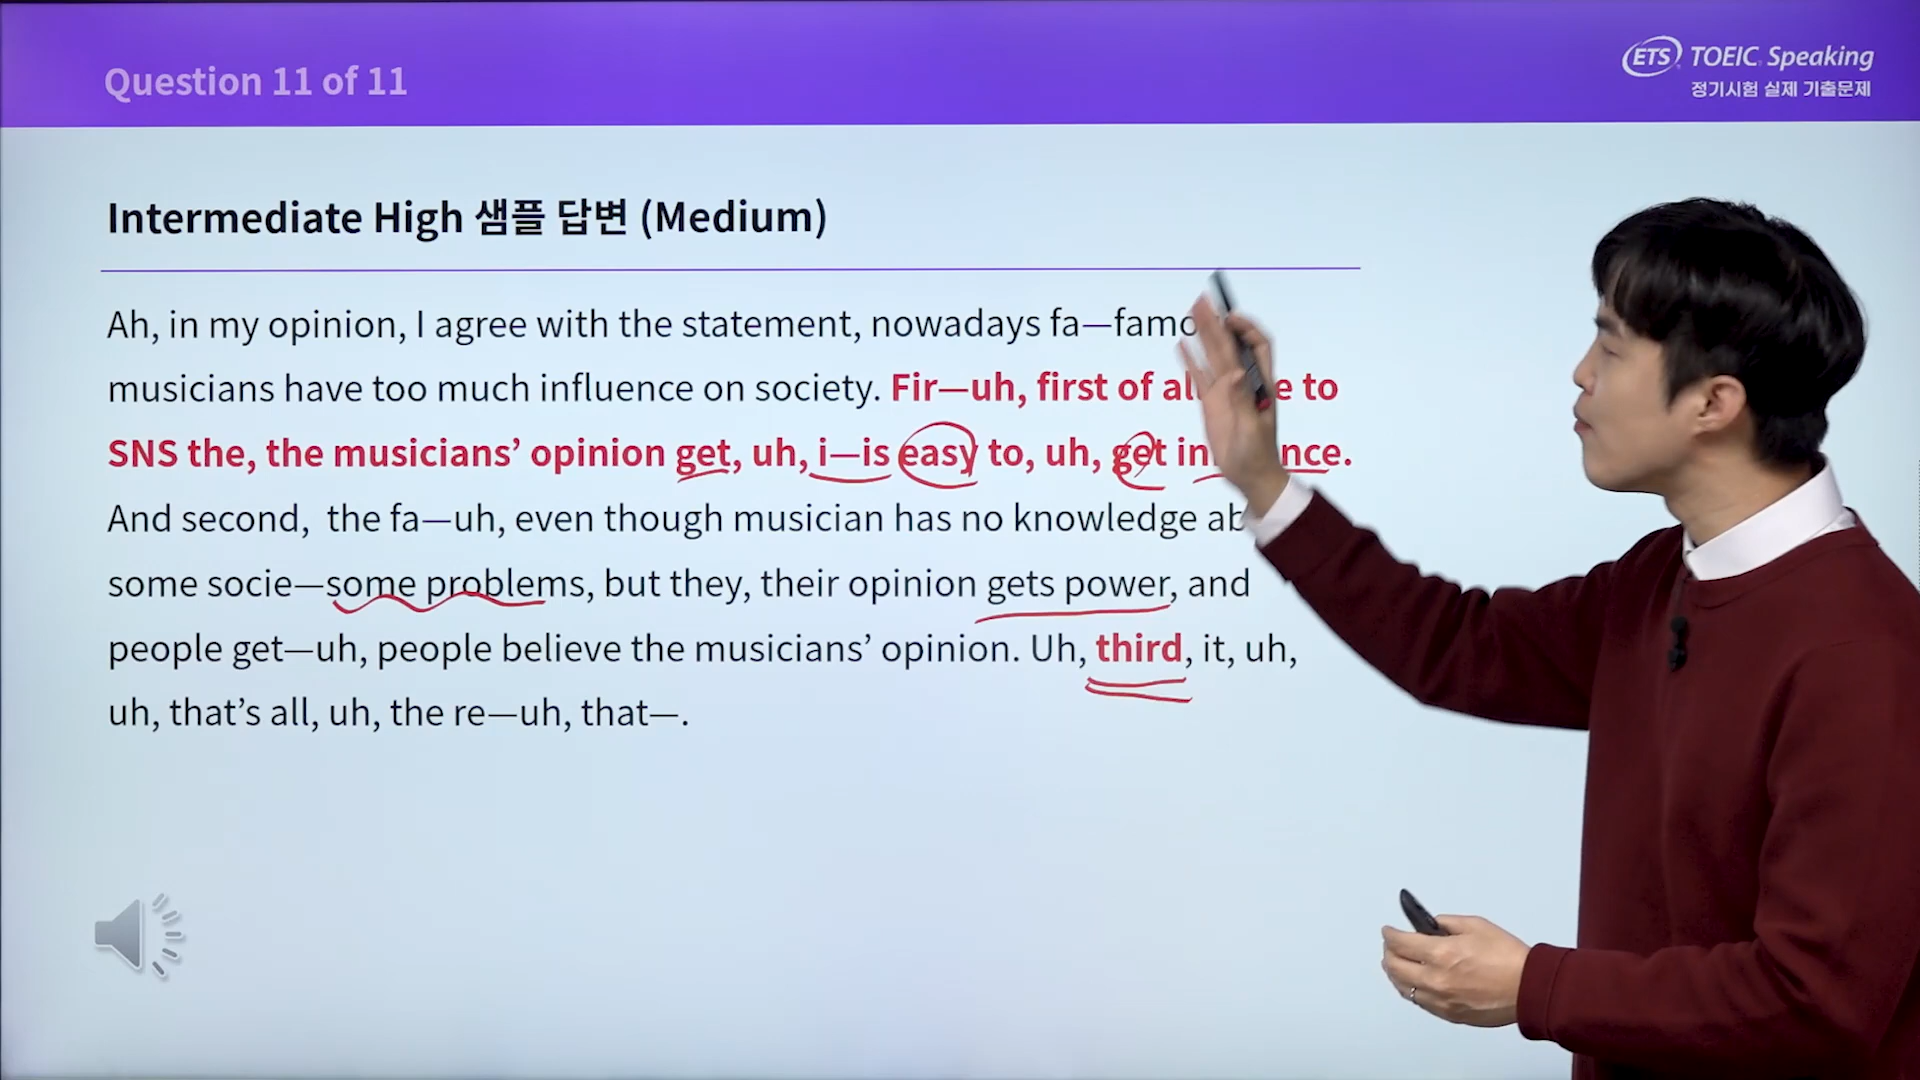 Question 11 of 11
ETS TOEIC Speaking
정기시험 실제 기출문제
Intermediate High 샘플 답변 (Medium)
Ah, in my opinion, I agree with the statement, nowadays fa—famo
musicians have too much influence on society. Fir—uh, first of al e to
SNS the, the musicians’ opinion get, uh, i—is easy to, uh, get in nce.
And second, the fa—uh, even though musician has no knowledge ab
some socie—some problems, but they, their opinion gets power, and
people get—uh, people believe the musicians’ opinion. Uh, third, it, uh,
uh, that’s all, uh, the re—uh, that—.